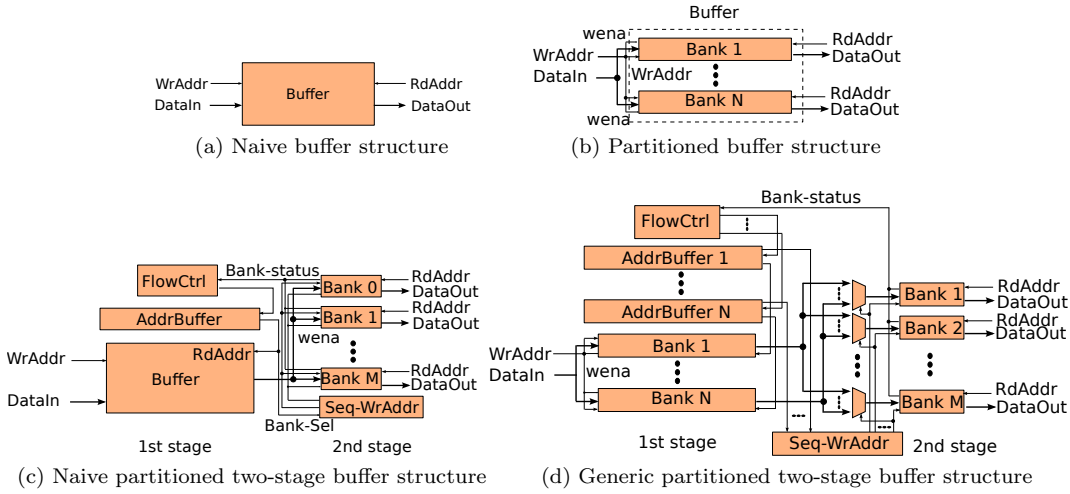 WrAddr
DataIn
Buffer
RdAddr
DataOut
(a) Naive buffer structure
Buffer
wena
WrAddr
DataIn
Bank 1
RdAddr
DataOut
WrAddr
Bank N
RdAddr
DataOut
wena
(b) Partitioned buffer structure
FlowCtrl
Bank-status
Bank 0
RdAddr
DataOut
AddrBuffer
Bank 1
RdAddr
DataOut
wena
WrAddr
RdAddr
Buffer
Bank M
RdAddr
DataOut
DataIn
Seq-WrAddr
Bank-Sel
1st stage
2nd stage
(c) Naive partitioned two-stage buffer structure
Bank-status
FlowCtrl
AddrBuffer 1
AddrBuffer N
Bank 1
RdAddr
DataOut
Bank 2
RdAddr
DataOut
WrAddr
DataIn
Bank 1
wena
Bank N
Bank M
RdAddr
DataOut
1st stage
Seq-WrAddr
2nd stage
(d) Generic partitioned two-stage buffer structure